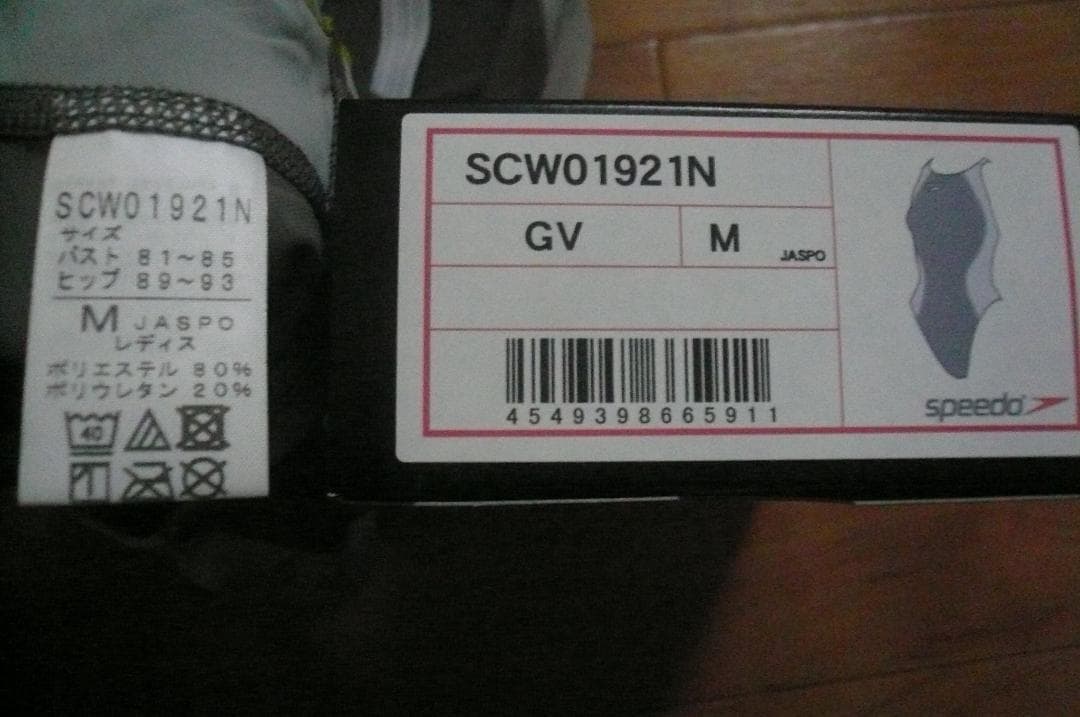 SCW01921N
サイズ
バスト 81～85
ヒップ 89～93
M JASPO
レディス
ポリエステル 80%
ポリウレタン 20%
40
SCW01921N
GV
M JASPO
4549398665911
speedo